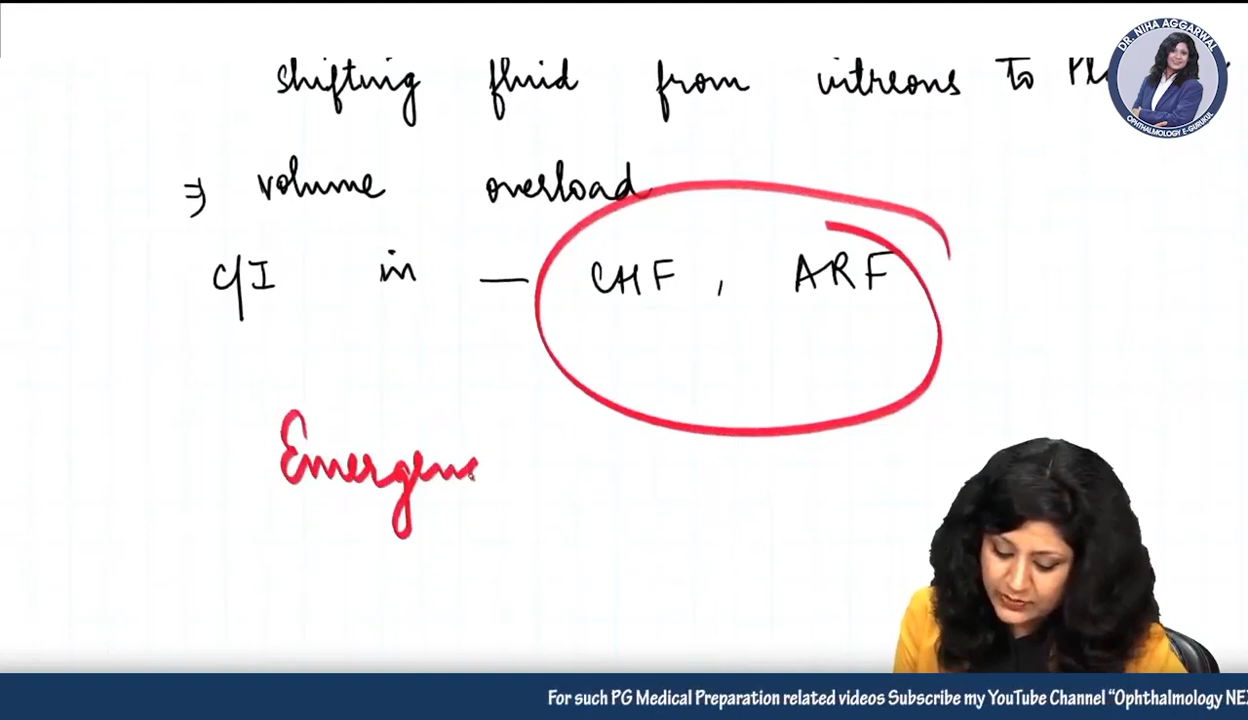 DR. NIHA AGGARWAL
OPHTHALMOLOGY E-GURUKUL
shifting fluid from vitreous to
⇒ volume overload
C/I in — CHF, ARF
Emergenc
For such PG Medical Preparation related videos Subscribe my YouTube Channel “Ophthalmology NE